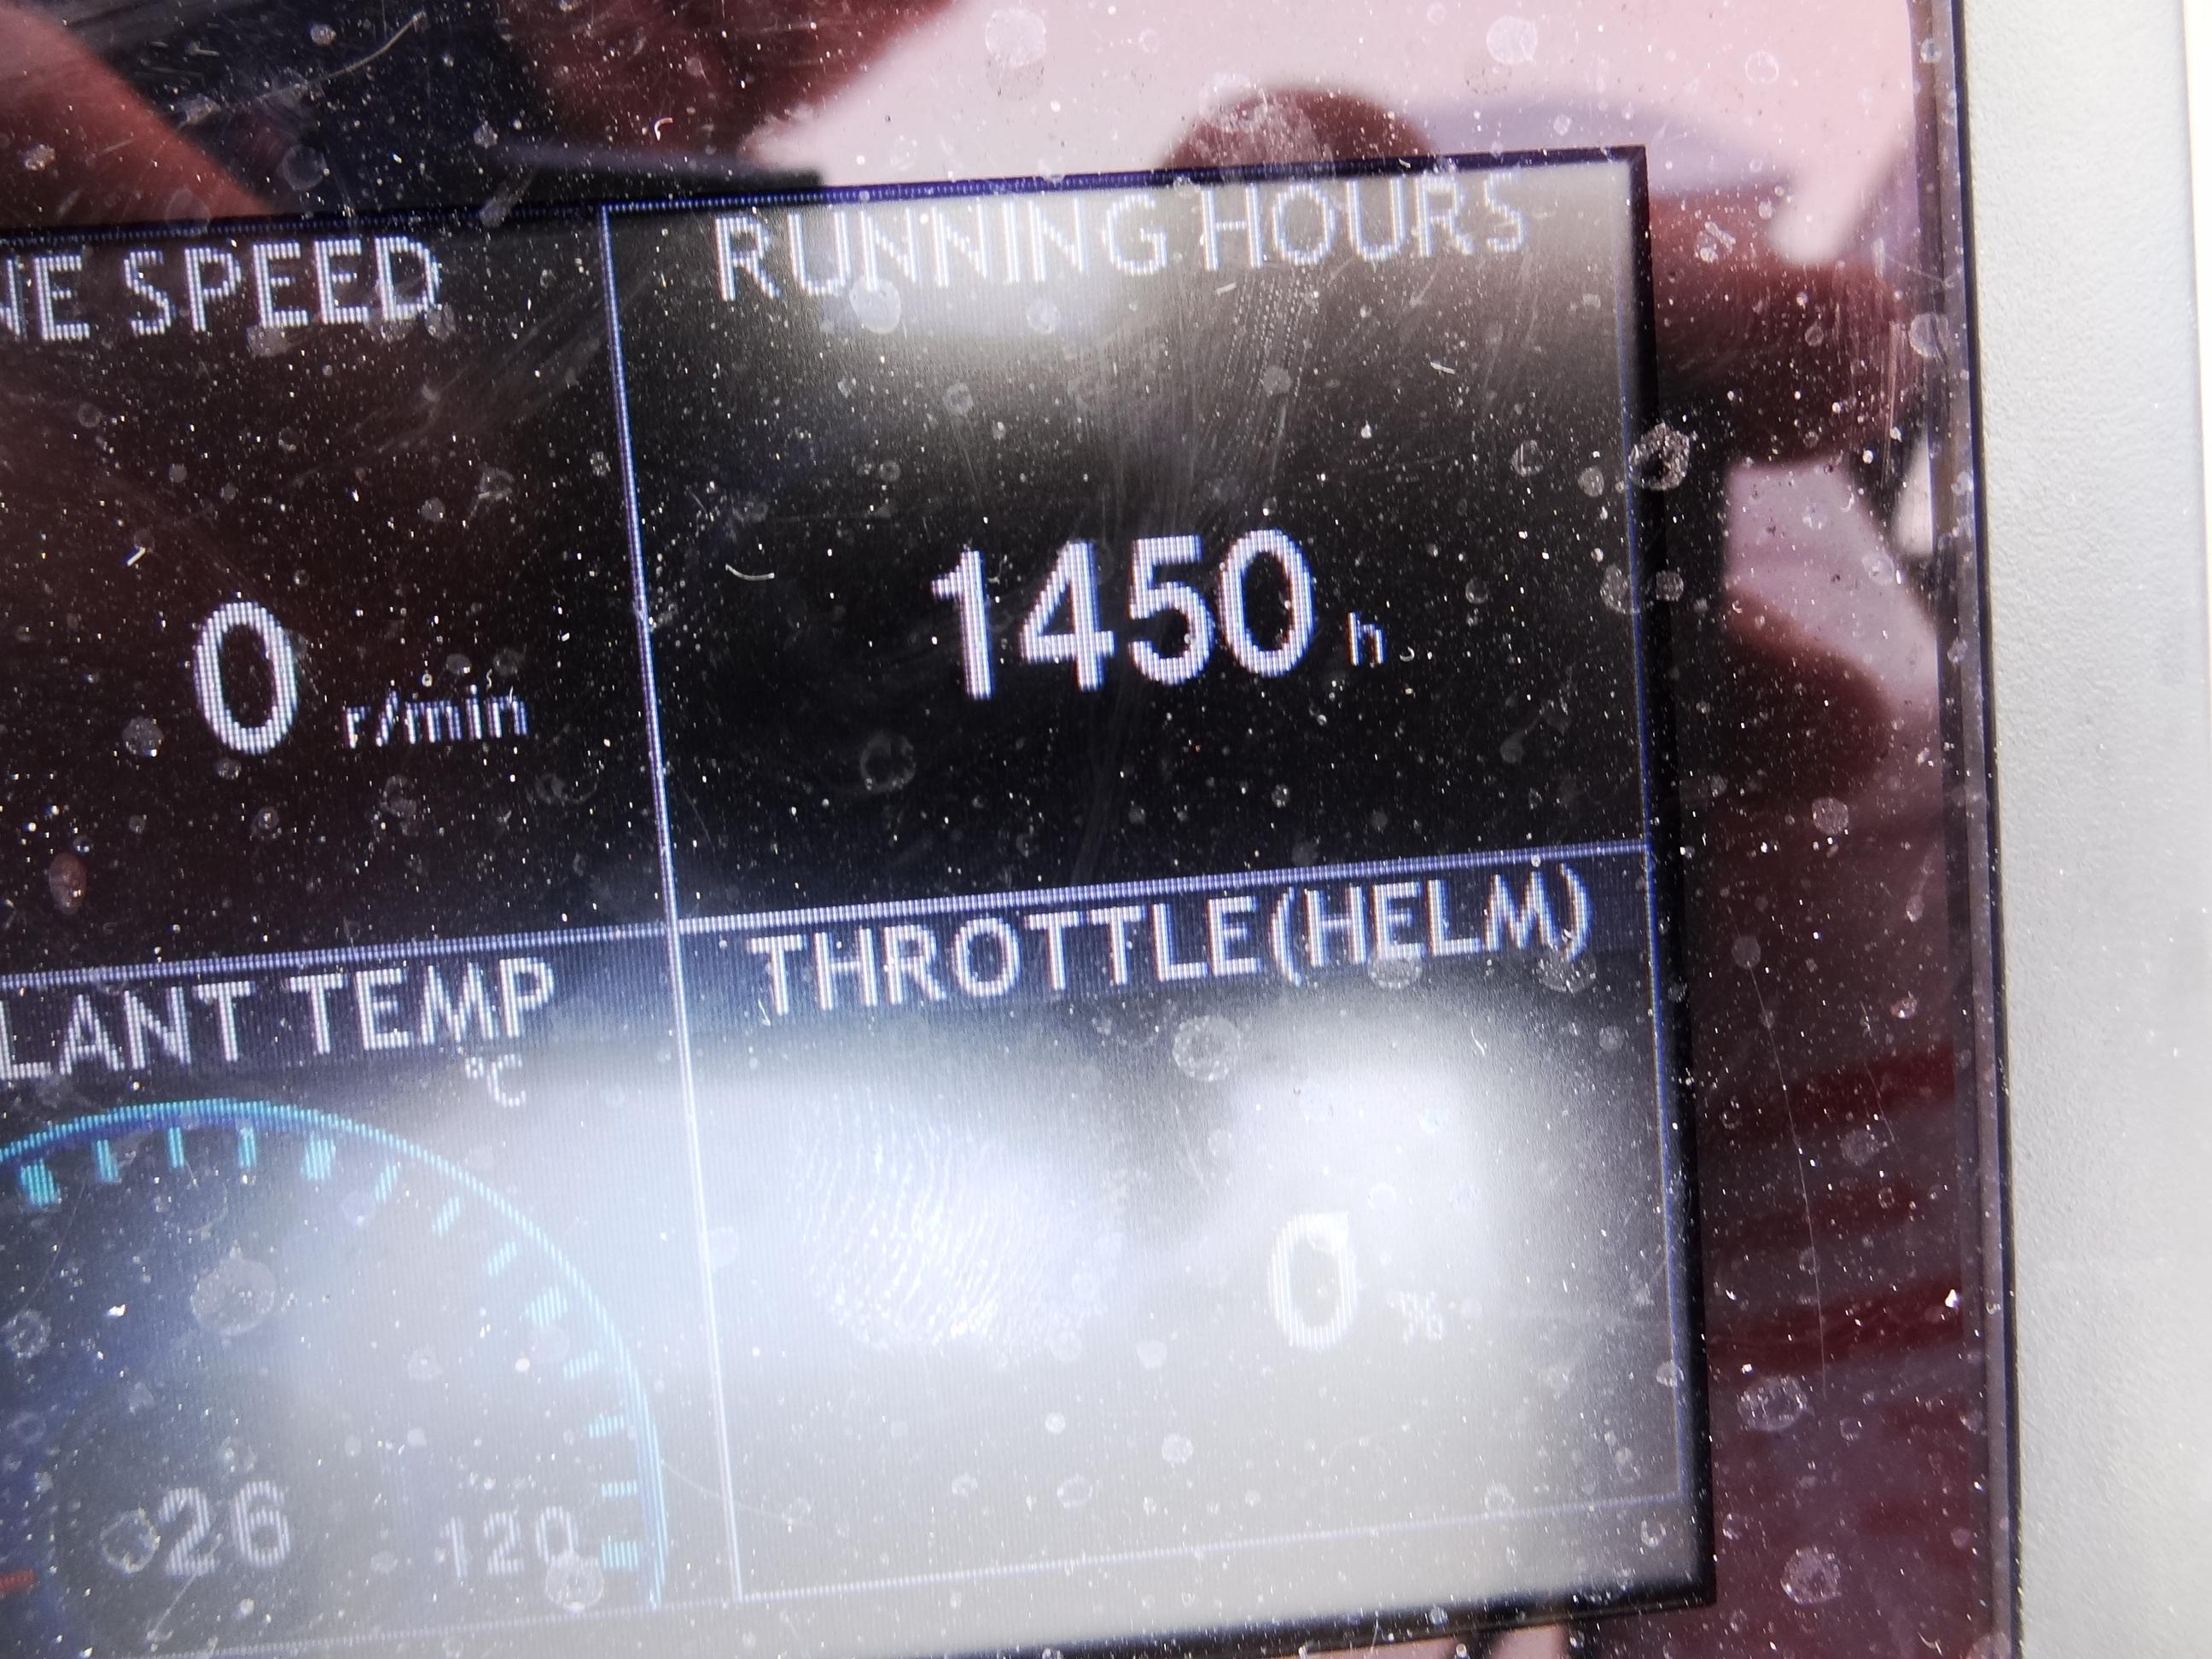 NE SPEED
RUNNING HOURS
0 r/min
1450 h
LANT TEMP
THROTTLE(HELM)
°C
0 %
26
120